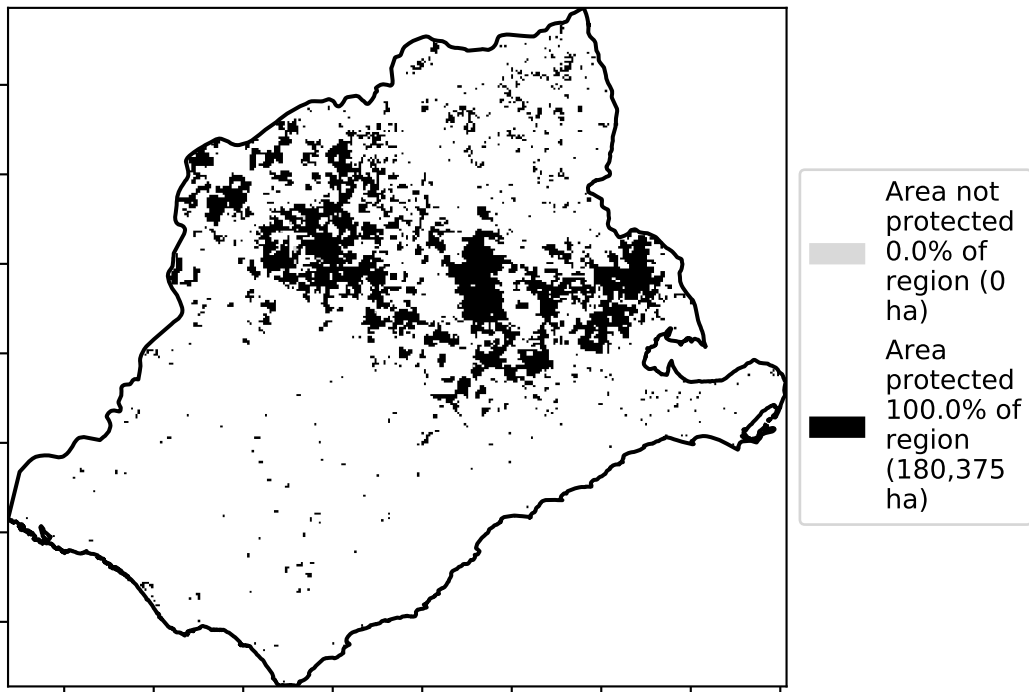 Area not
protected
0.0% of
region (0
ha)
Area
protected
100.0% of
region
(180,375
ha)